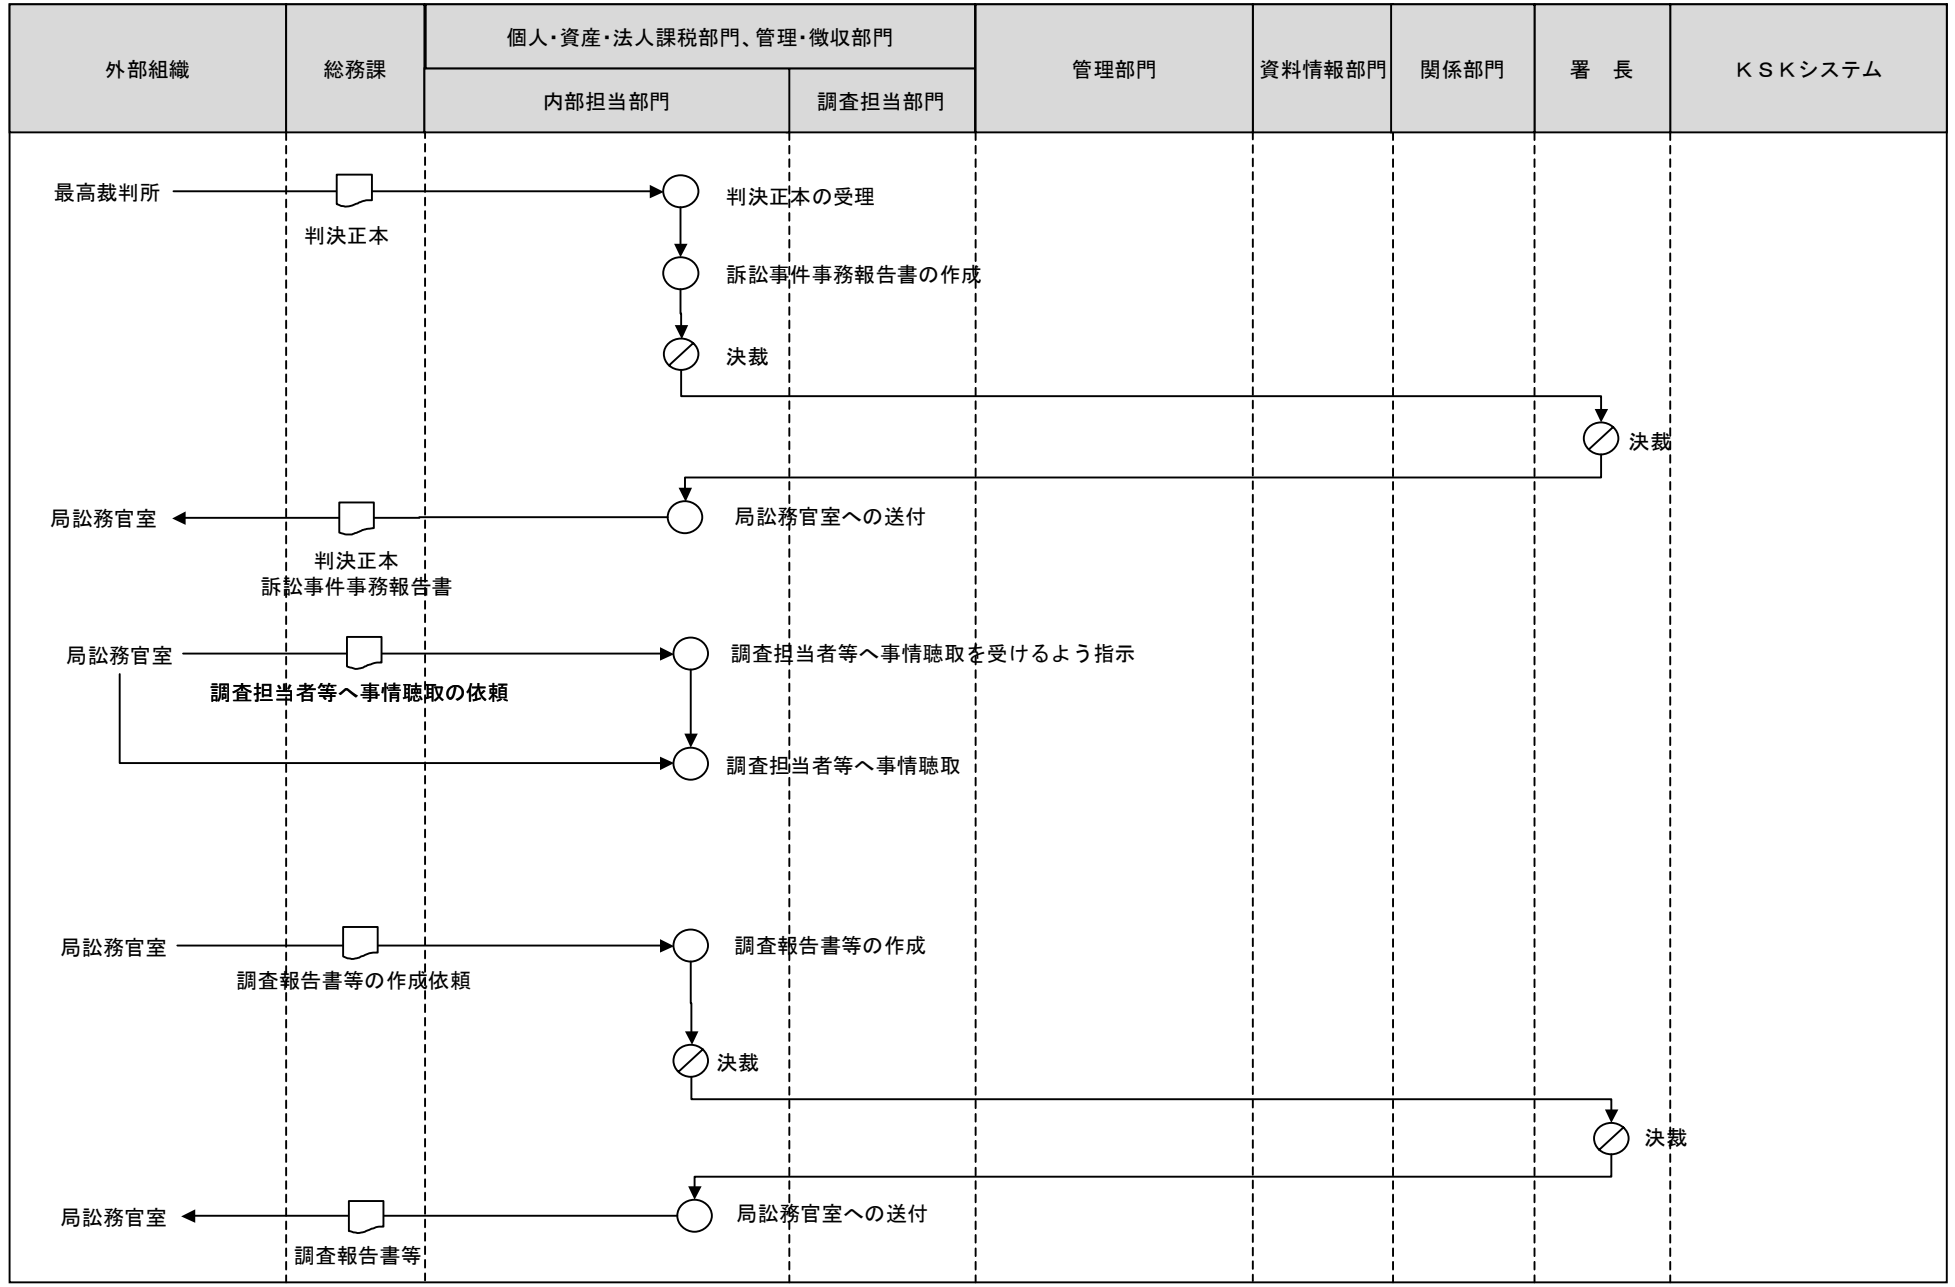 個人・資産・法人課税部門、管理・徴収部門
外部組織
総務課
内部担当部門
調査担当部門
管理部門
資料情報部門
関係部門
署　長
ＫＳＫシステム
最高裁判所
判決正本
判決正本の受理
訴訟事件事務報告書の作成
決裁
決裁
局訟務官室
局訟務官室への送付
判決正本
訴訟事件事務報告書
局訟務官室
調査担当者等へ事情聴取を受けるよう指示
調査担当者等へ事情聴取の依頼
調査担当者等へ事情聴取
局訟務官室
調査報告書等の作成
調査報告書等の作成依頼
決裁
決裁
局訟務官室
局訟務官室への送付
調査報告書等